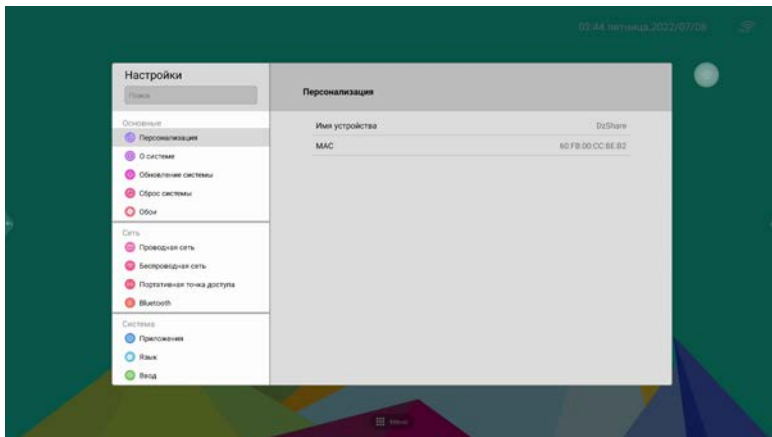 03:44 пятница,2022/07/08
Настройки
Поиск
Персонализация
Основные
Персонализация
О системе
Обновление системы
Сброс системы
Обои
Сеть
Проводная сеть
Беспроводная сеть
Портативная точка доступа
Bluetooth
Система
Приложения
Язык
Ввод
Имя устройства DzShare
MAC 60:FB:00:CC:8E:B2
Меню